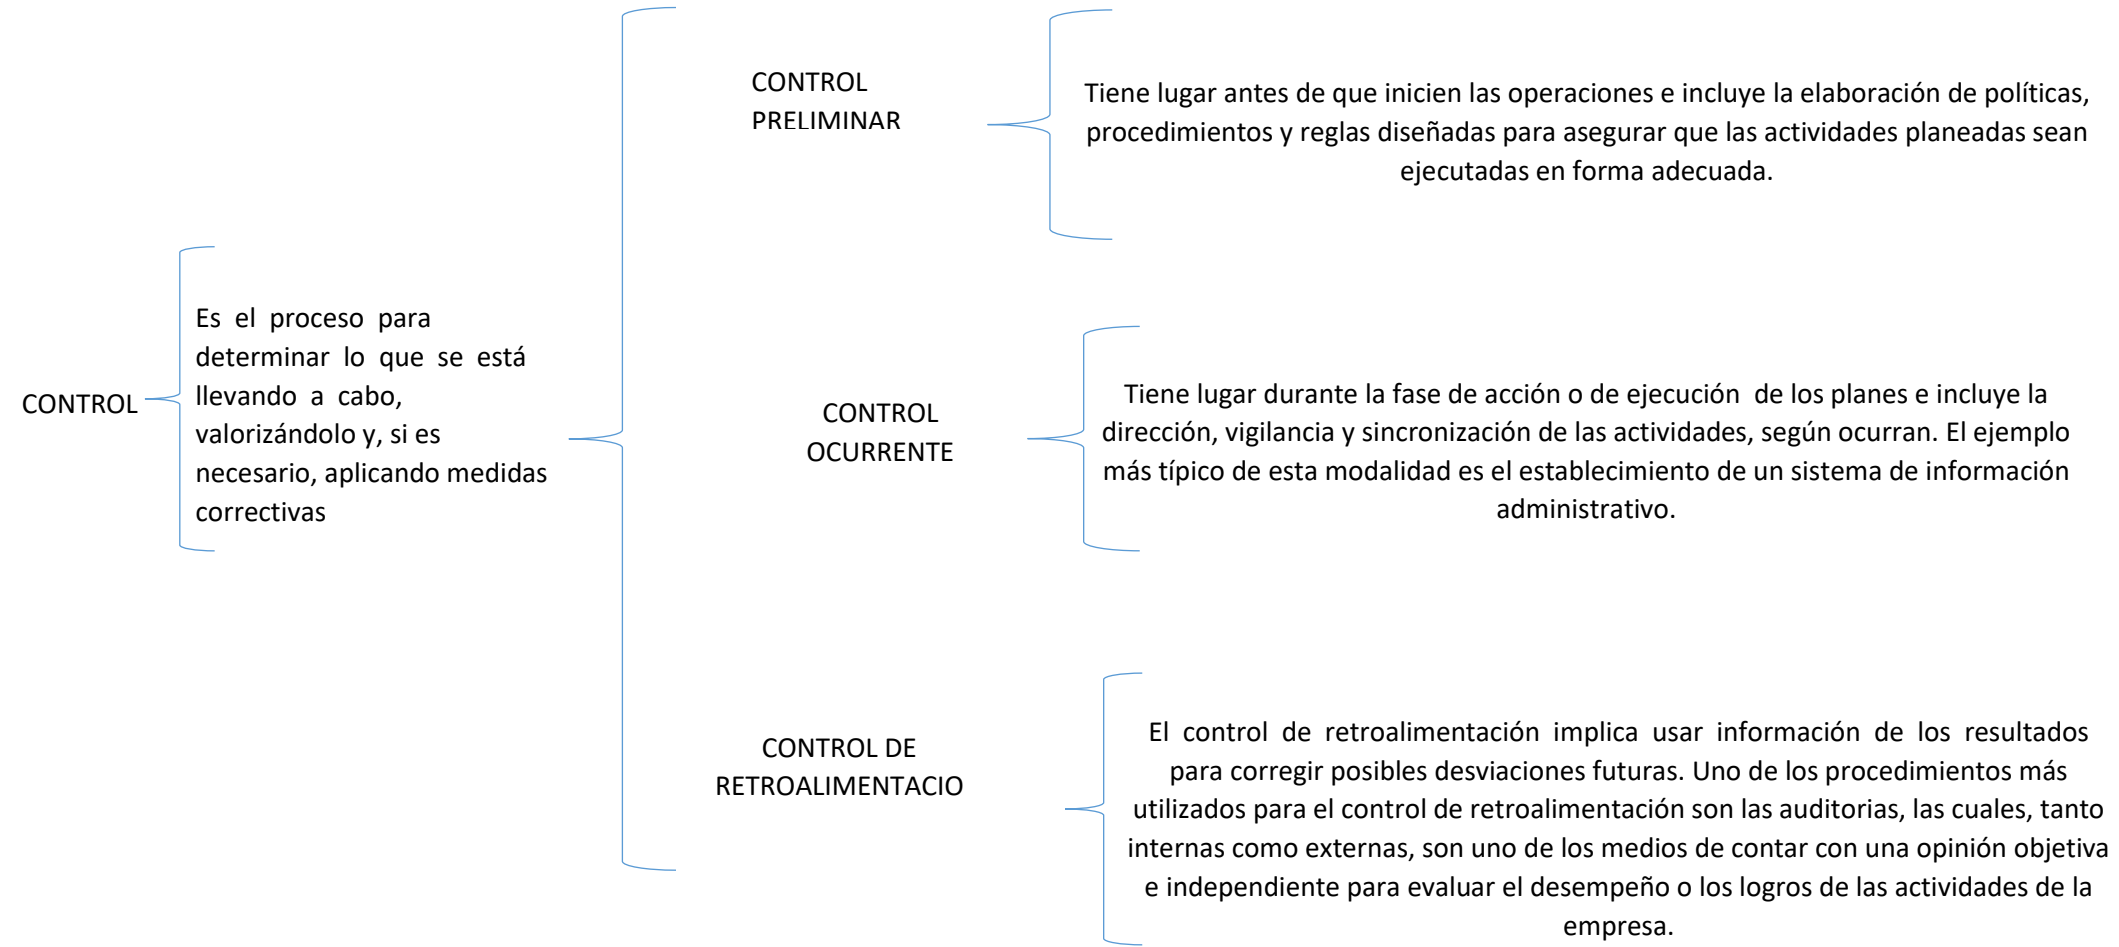 CONTROL
Es el proceso para
determinar lo que se está
llevando a cabo,
valorizándolo y, si es
necesario, aplicando medidas
correctivas
CONTROL
PRELIMINAR
Tiene lugar antes de que inicien las operaciones e incluye la elaboración de políticas,
procedimientos y reglas diseñadas para asegurar que las actividades planeadas sean
ejecutadas en forma adecuada.
CONTROL
OCURRENTE
Tiene lugar durante la fase de acción o de ejecución de los planes e incluye la
dirección, vigilancia y sincronización de las actividades, según ocurran. El ejemplo
más típico de esta modalidad es el establecimiento de un sistema de información
administrativo.
CONTROL DE
RETROALIMENTACIO
El control de retroalimentación implica usar información de los resultados
para corregir posibles desviaciones futuras. Uno de los procedimientos más
utilizados para el control de retroalimentación son las auditorias, las cuales, tanto
internas como externas, son uno de los medios de contar con una opinión objetiva
e independiente para evaluar el desempeño o los logros de las actividades de la
empresa.